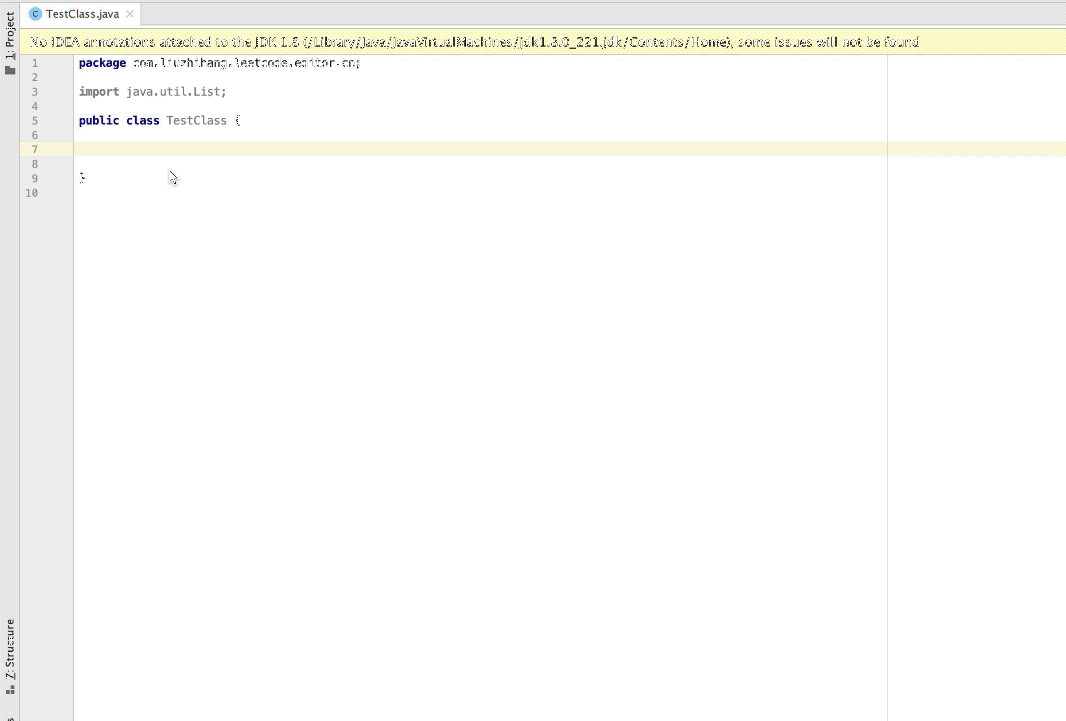 TestClass.java
1: Project
No IDEA annotations attached to the JDK 1.8 (/Library/Java/JavaVirtualMachines/jdk1.8.0_221.jdk/Contents/Home), some issues will not be found
1 package com.liuzhihang.leetcode.editor.cn;
2
3 import java.util.List;
4
5 public class TestClass {
6
7
8
9 }
10
Z: Structure